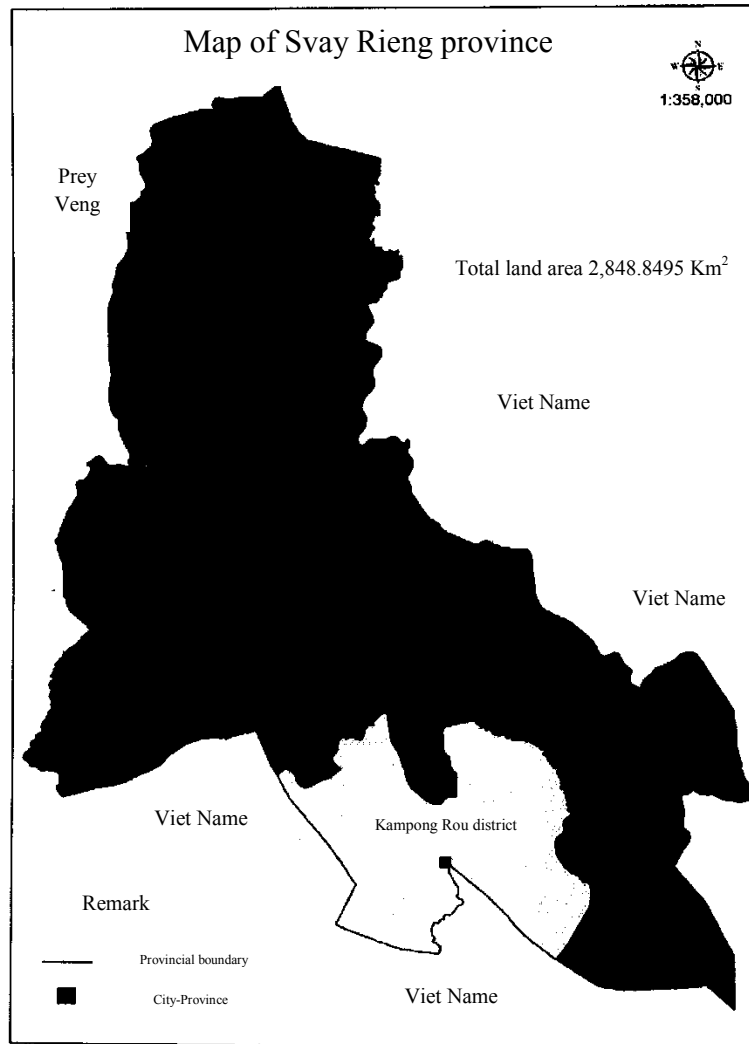 Map of Svay Rieng province
N
W E
S
1:358,000
Prey
Veng
Total land area 2,848.8495 Km²
Viet Name
Viet Name
Viet Name
Kampong Rou district
Remark
Provincial boundary
City-Province
Viet Name